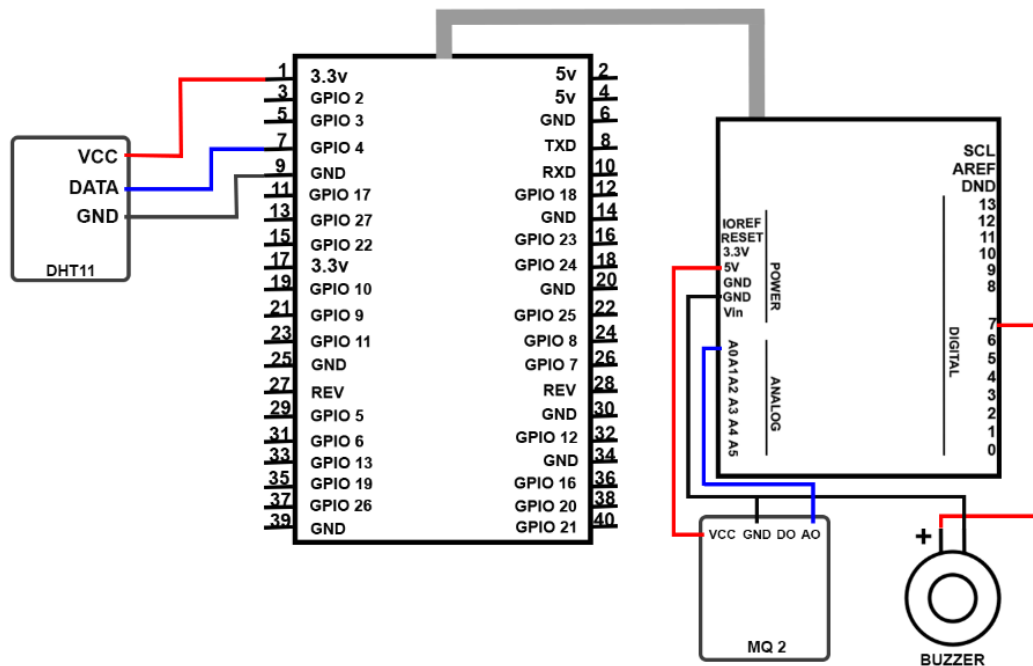 VCC
DATA
GND
DHT11
1 3.3v 5v 2
3 GPIO 2 5v 4
5 GPIO 3 GND 6
7 GPIO 4 TXD 8
9 GND RXD 10
11 GPIO 17 GPIO 18 12
13 GPIO 27 GND 14
15 GPIO 22 GPIO 23 16
17 3.3v GPIO 24 18
19 GPIO 10 GND 20
21 GPIO 9 GPIO 25 22
23 GPIO 11 GPIO 8 24
25 GND GPIO 7 26
27 REV REV 28
29 GPIO 5 GND 30
31 GPIO 6 GPIO 12 32
33 GPIO 13 GND 34
35 GPIO 19 GPIO 16 36
37 GPIO 26 GPIO 20 38
39 GND GPIO 21 40
IOREF
RESET
3.3V
5V
GND
GND
Vin
POWER
A0
A1
A2
A3
A4
A5
ANALOG
SCL
AREF
DND
13
12
11
10
9
8
7
6
5
4
3
2
1
0
DIGITAL
VCC GND DO AO
MQ 2
+
BUZZER